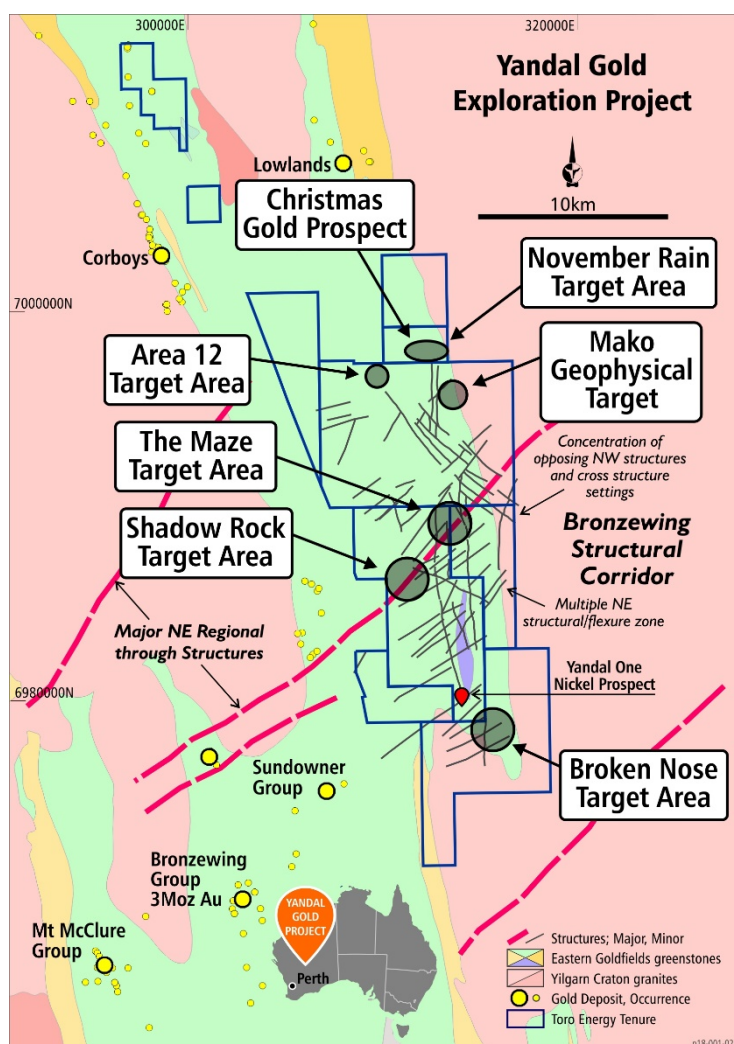 300000E
320000E
Yandal Gold
Exploration Project
10km
Lowlands
Christmas
Gold Prospect
Corboys
November Rain
Target Area
7000000N
Area 12
Target Area
Mako
Geophysical
Target
The Maze
Target Area
Concentration of
opposing NW structures
and cross structure
settings
Shadow Rock
Target Area
Bronzewing
Structural
Corridor
Multiple NE
structural/flexure zone
Major NE Regional
through Structures
Yandal One
Nickel Prospect
6980000N
Sundowner
Group
Broken Nose
Target Area
Bronzewing
Group
3Moz Au
YANDAL
GOLD
PROJECT
Mt McClure
Group
Perth
Structures; Major, Minor
Eastern Goldfields greenstones
Yilgarn Craton granites
Gold Deposit, Occurrence
Toro Energy Tenure